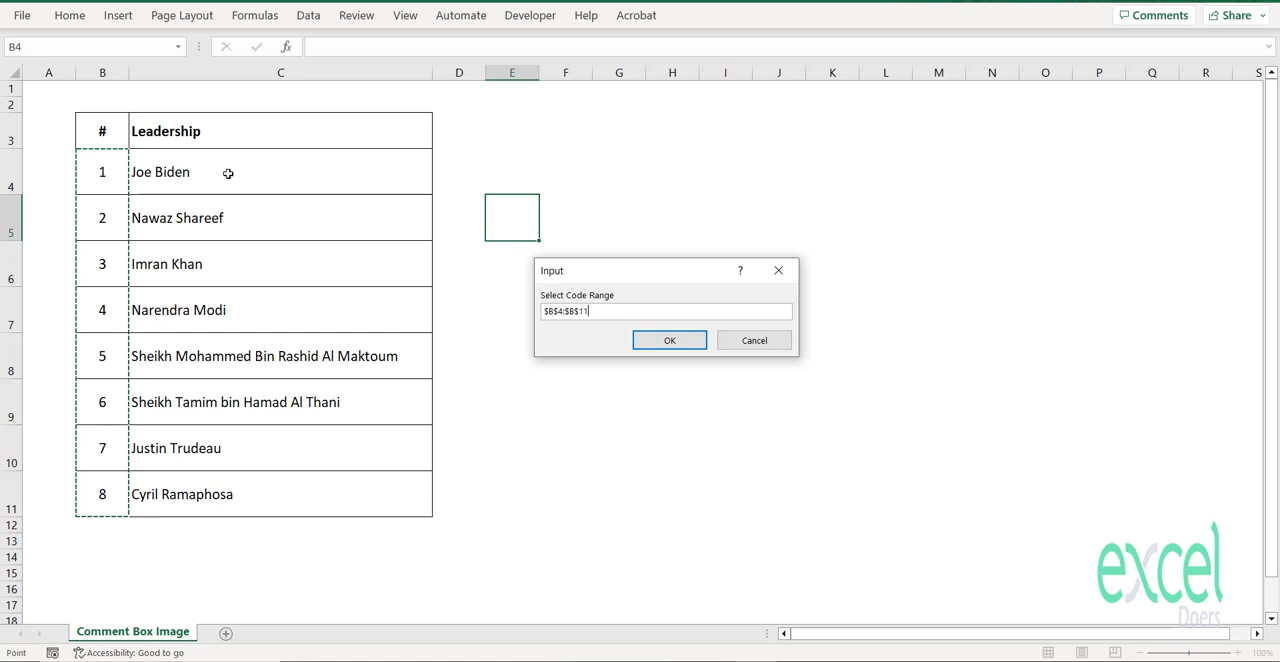 File Home Insert Page Layout Formulas Data Review View Automate Developer Help Acrobat Comments Share
B4 fx
A B C D E F G H I J K L M N O P Q R S
1
2
3 # Leadership
4 1 Joe Biden
5 2 Nawaz Shareef
6 3 Imran Khan
7 4 Narendra Modi
8 5 Sheikh Mohammed Bin Rashid Al Maktoum
9 6 Sheikh Tamim bin Hamad Al Thani
10 7 Justin Trudeau
11 8 Cyril Ramaphosa
12
13
14
15
16
17
18
Input ?
Select Code Range
$B$4:$B$11
OK Cancel
excel
Doers
Comment Box Image
Point Accessibility: Good to go 100%